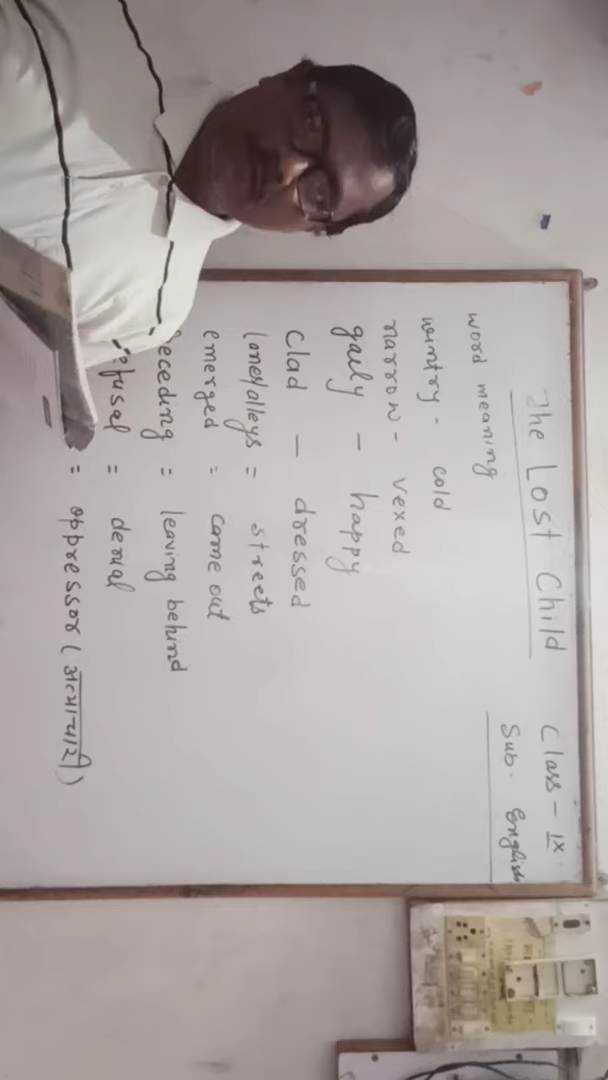 The Lost Child
Class - IX
Sub - English
word meaning
wintry - cold
narrow - vexed
gaily - happy
clad - dressed
lones/alleys = streets
emerged = came out
receding = leaving behind
refusal = denial
= oppressor (अत्याचारी)